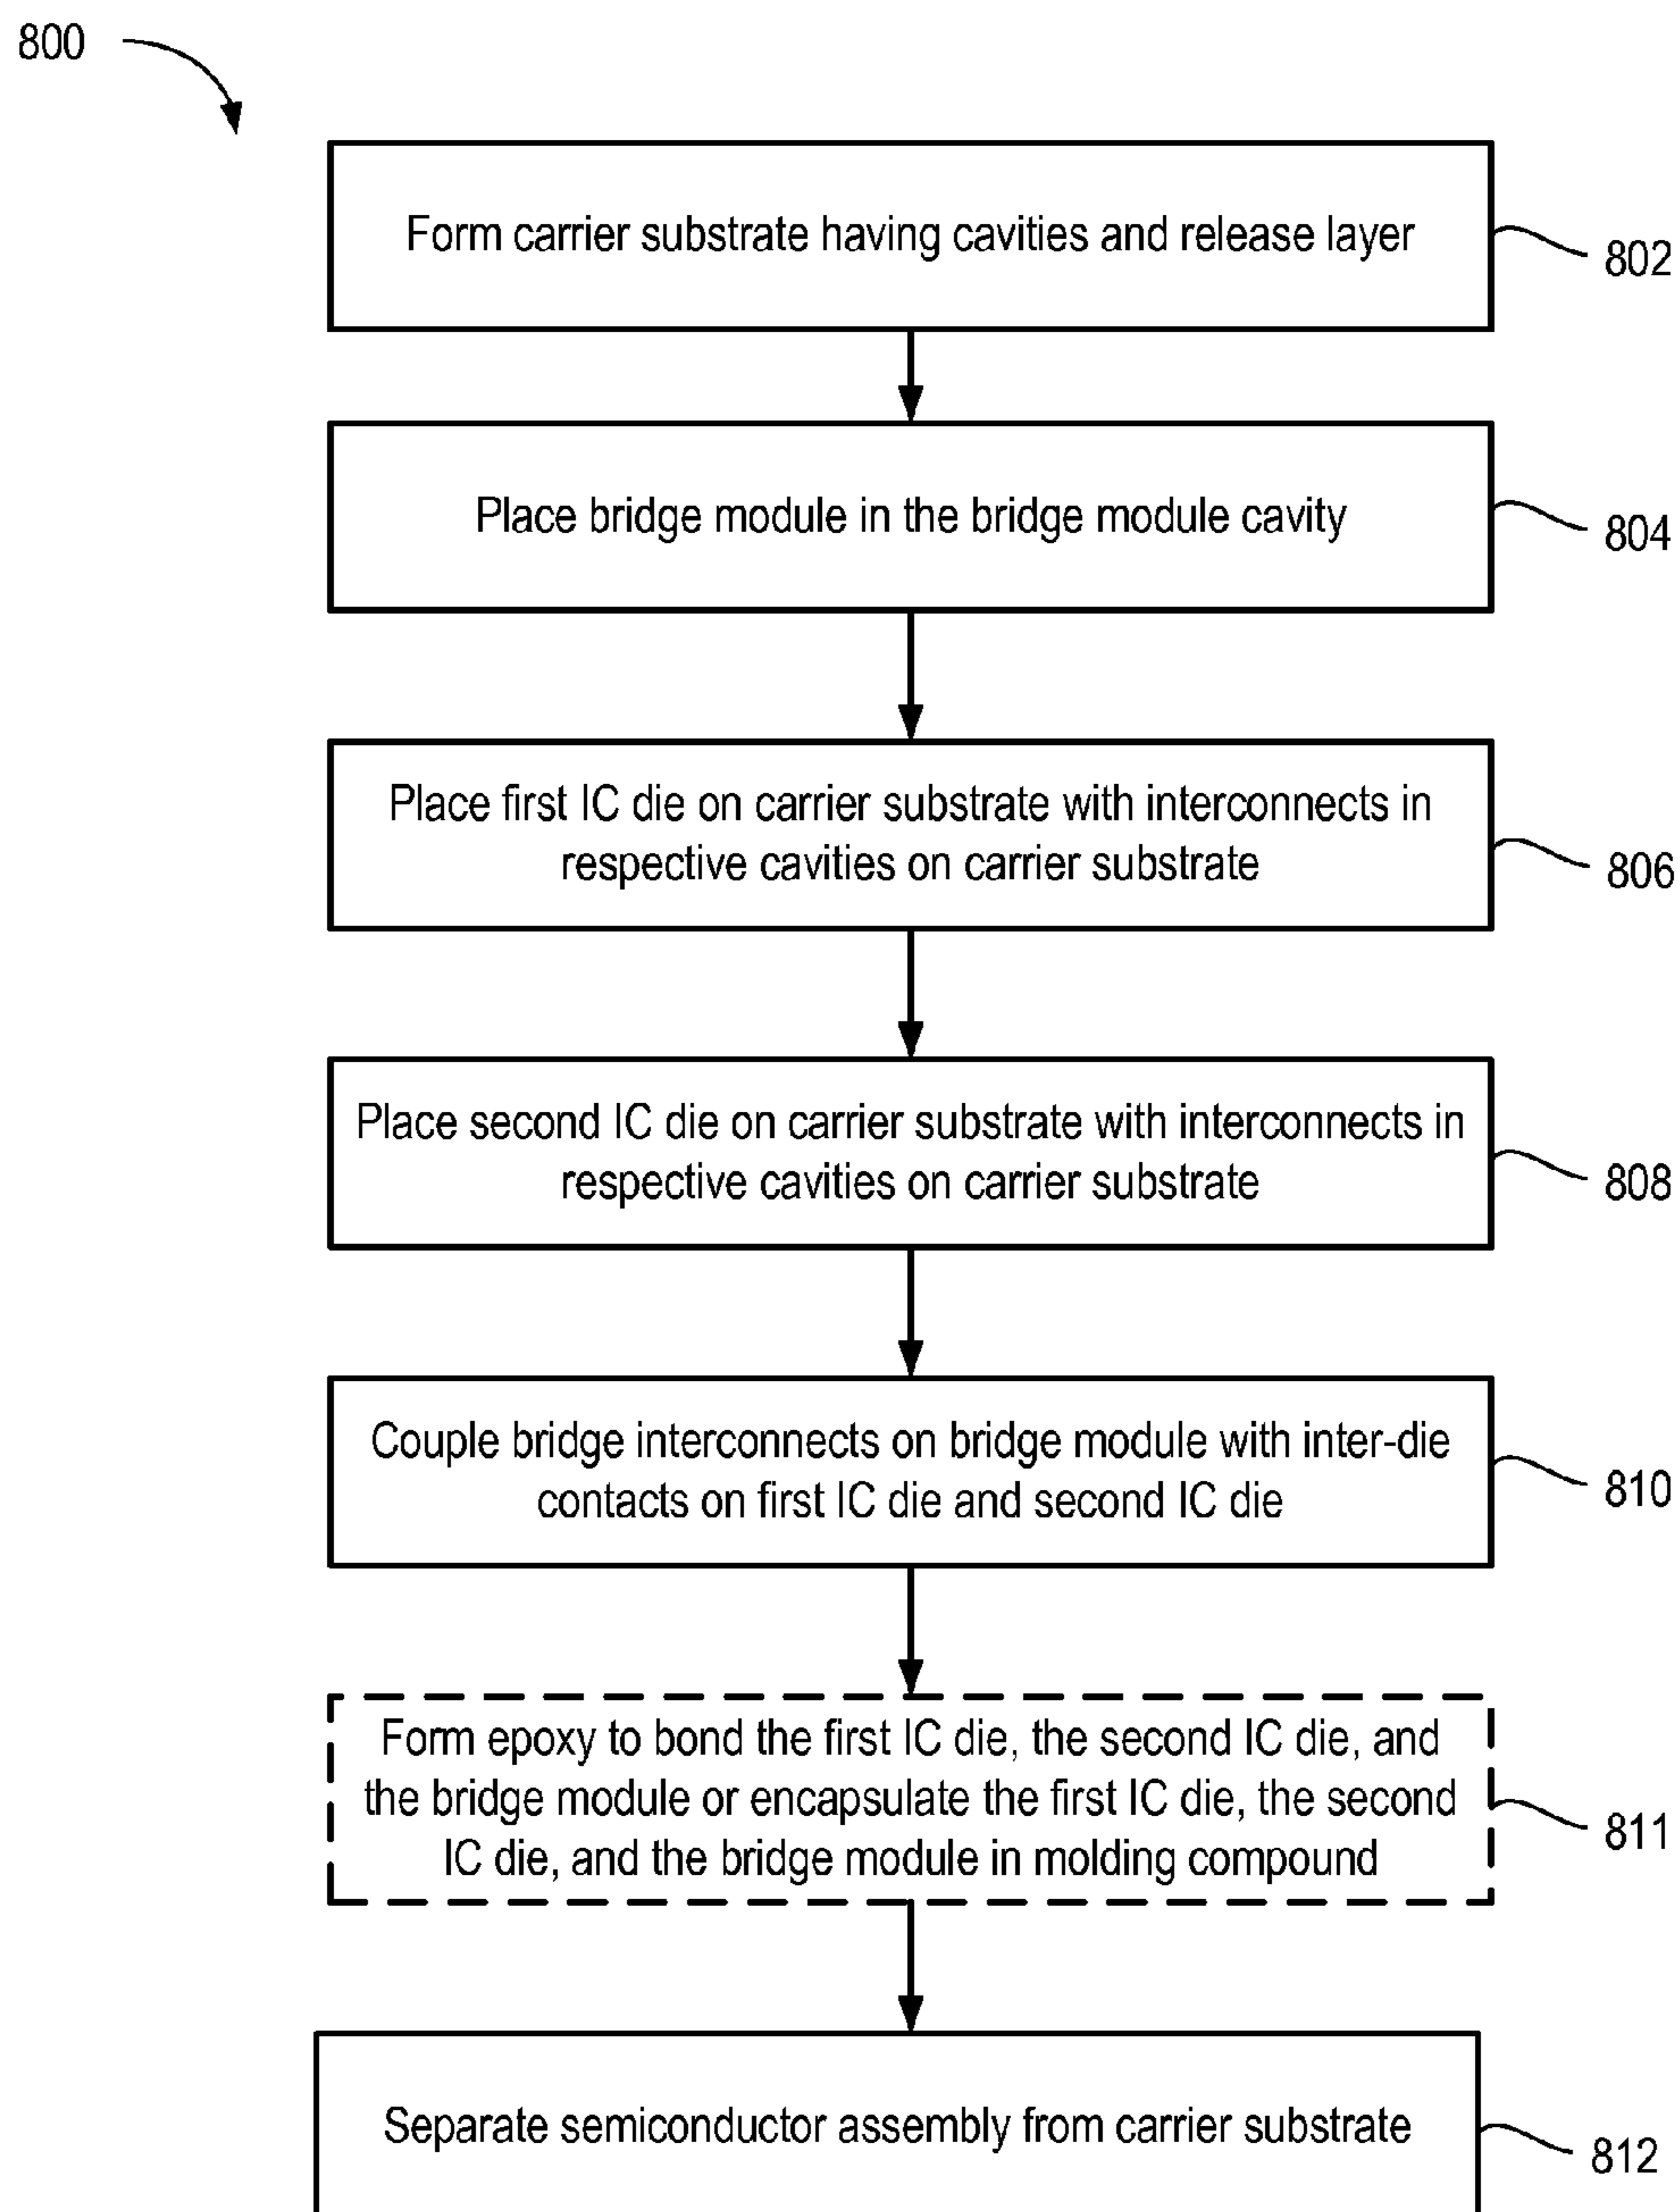 800
Form carrier substrate having cavities and release layer
802
Place bridge module in the bridge module cavity
804
Place first IC die on carrier substrate with interconnects in
respective cavities on carrier substrate
806
Place second IC die on carrier substrate with interconnects in
respective cavities on carrier substrate
808
Couple bridge interconnects on bridge module with inter-die
contacts on first IC die and second IC die
810
Form epoxy to bond the first IC die, the second IC die, and
the bridge module or encapsulate the first IC die, the second
IC die, and the bridge module in molding compound
811
Separate semiconductor assembly from carrier substrate
812